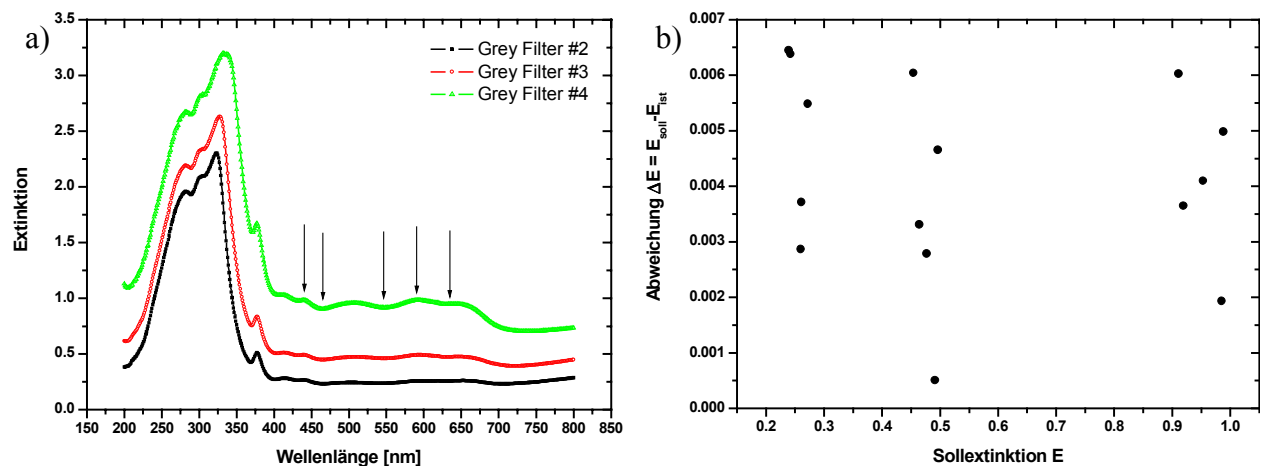 a)
Grey Filter #2
Grey Filter #3
Grey Filter #4
Extinktion
3.5
3.0
2.5
2.0
1.5
1.0
0.5
0.0
150 200 250 300 350 400 450 500 550 600 650 700 750 800 850
Wellenlänge [nm]
b)
Abweichung ΔE = E_soll-E_ist
0.007
0.006
0.005
0.004
0.003
0.002
0.001
0.000
0.2 0.3 0.4 0.5 0.6 0.7 0.8 0.9 1.0
Sollextinktion E